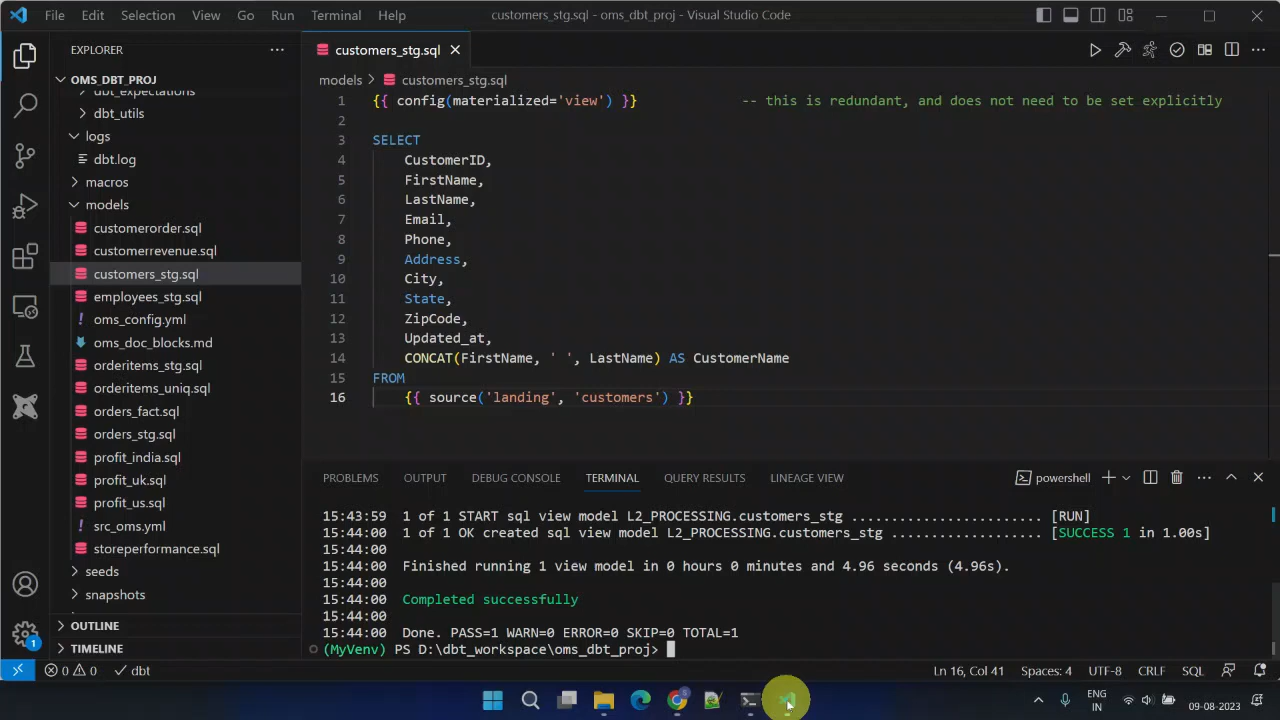 File Edit Selection View Go Run Terminal Help customers_stg.sql - oms_dbt_proj - Visual Studio Code
EXPLORER
customers_stg.sql
OMS_DBT_PROJ
models > customers_stg.sql
dbt_expectations
dbt_utils
logs
dbt.log
macros
models
customerorder.sql
customerrevenue.sql
customers_stg.sql
employees_stg.sql
oms_config.yml
oms_doc_blocks.md
orderitems_stg.sql
orderitems_uniq.sql
orders_fact.sql
orders_stg.sql
profit_india.sql
profit_uk.sql
profit_us.sql
src_oms.yml
storeperformance.sql
seeds
snapshots
OUTLINE
TIMELINE
1 {{ config(materialized='view') }} -- this is redundant, and does not need to be set explicitly
2
3 SELECT
4 CustomerID,
5 FirstName,
6 LastName,
7 Email,
8 Phone,
9 Address,
10 City,
11 State,
12 ZipCode,
13 Updated_at,
14 CONCAT(FirstName, ' ', LastName) AS CustomerName
15 FROM
16 {{ source('landing', 'customers') }}
PROBLEMS OUTPUT DEBUG CONSOLE TERMINAL QUERY RESULTS LINEAGE VIEW powershell
15:43:59 1 of 1 START sql view model L2_PROCESSING.customers_stg ........................ [RUN]
15:44:00 1 of 1 OK created sql view model L2_PROCESSING.customers_stg ................... [SUCCESS 1 in 1.00s]
15:44:00
15:44:00 Finished running 1 view model in 0 hours 0 minutes and 4.96 seconds (4.96s).
15:44:00
15:44:00 Completed successfully
15:44:00
15:44:00 Done. PASS=1 WARN=0 ERROR=0 SKIP=0 TOTAL=1
(MyVenv) PS D:\dbt_workspace\oms_dbt_proj>
1
0 0 dbt Ln 16, Col 41 Spaces: 4 UTF-8 CRLF SQL
ENG
IN
09-08-2023